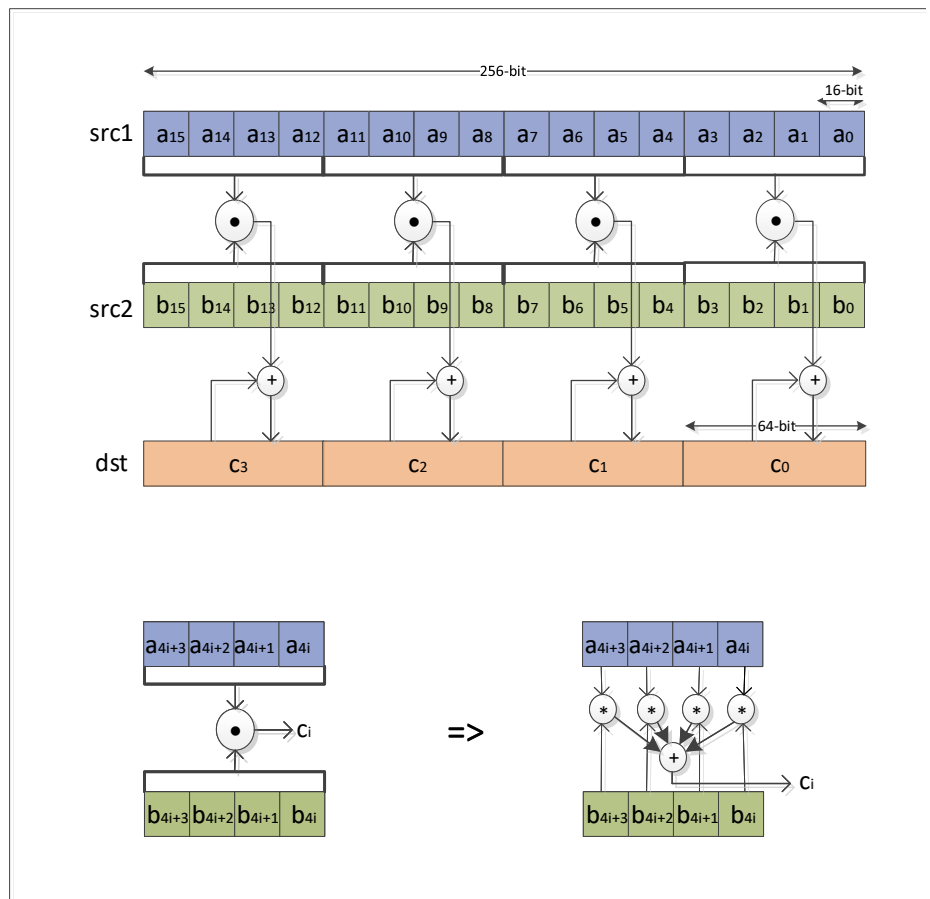 256-bit
16-bit
src1 a15 a14 a13 a12 a11 a10 a9 a8 a7 a6 a5 a4 a3 a2 a1 a0
• • • •
src2 b15 b14 b13 b12 b11 b10 b9 b8 b7 b6 b5 b4 b3 b2 b1 b0
+ + + +
64-bit
dst c3 c2 c1 c0
a4i+3 a4i+2 a4i+1 a4i a4i+3 a4i+2 a4i+1 a4i
• ci => * * * *
+
ci
b4i+3 b4i+2 b4i+1 b4i b4i+3 b4i+2 b4i+1 b4i